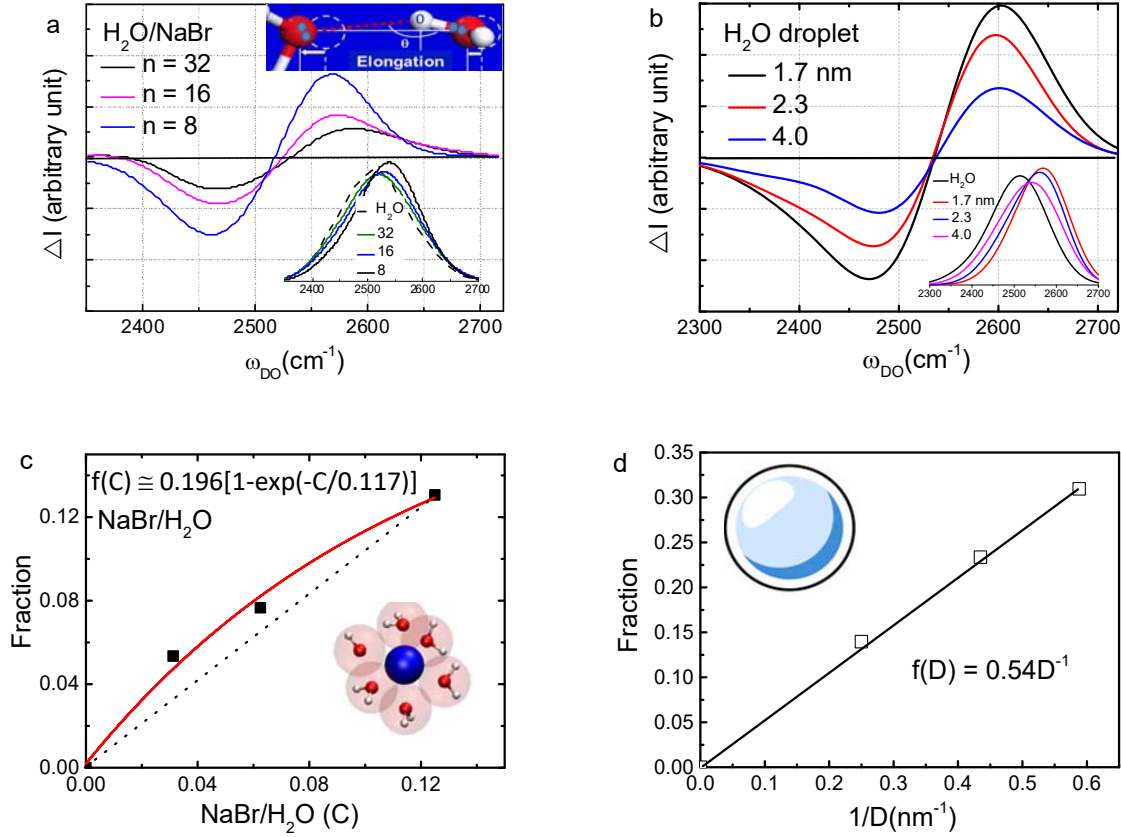 a
H₂O/NaBr
n = 32
n = 16
n = 8
O
θ
Elongation
H₂O
32
16
8
2400 2500 2600 2700
△I (arbitrary unit)
2400 2500 2600 2700
ω_DO(cm⁻¹)
b
H₂O droplet
1.7 nm
2.3
4.0
H₂O
1.7 nm
2.3
4.0
2300 2400 2500 2600 2700
△I (arbitrary unit)
2300 2400 2500 2600 2700
ω_DO(cm⁻¹)
c
f(C) ≅ 0.196[1-exp(-C/0.117)]
NaBr/H₂O
0.12
0.08
0.04
0.00
Fraction
0.00 0.04 0.08 0.12
NaBr/H₂O (C)
d
0.35
0.30
0.25
0.20
0.15
0.10
0.05
0.00
Fraction
f(D) = 0.54D⁻¹
0.0 0.1 0.2 0.3 0.4 0.5 0.6
1/D(nm⁻¹)